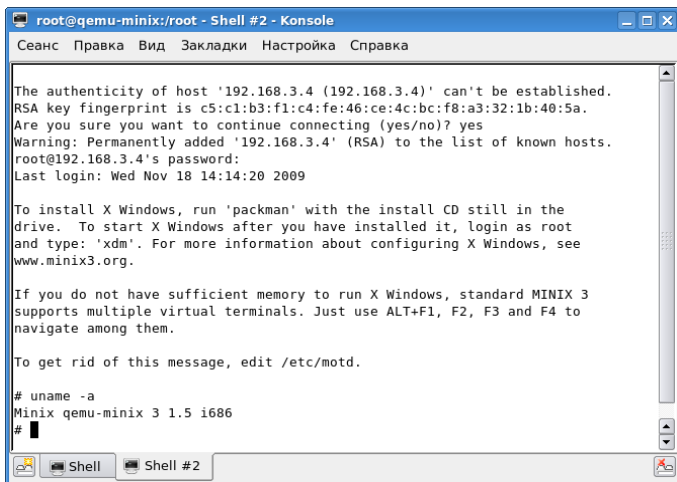 root@qemu-minix:/root - Shell #2 - Konsole
Сеанс Правка Вид Закладки Настройка Справка
The authenticity of host '192.168.3.4 (192.168.3.4)' can't be established.
RSA key fingerprint is c5:c1:b3:f1:c4:fe:46:ce:4c:bc:f8:a3:32:1b:40:5a.
Are you sure you want to continue connecting (yes/no)? yes
Warning: Permanently added '192.168.3.4' (RSA) to the list of known hosts.
root@192.168.3.4's password:
Last login: Wed Nov 18 14:14:20 2009
To install X Windows, run 'packman' with the install CD still in the
drive.  To start X Windows after you have installed it, login as root
and type: 'xdm'. For more information about configuring X Windows, see
www.minix3.org.
If you do not have sufficient memory to run X Windows, standard MINIX 3
supports multiple virtual terminals. Just use ALT+F1, F2, F3 and F4 to
navigate among them.
To get rid of this message, edit /etc/motd.
# uname -a
Minix qemu-minix 3 1.5 i686
#
Shell Shell #2